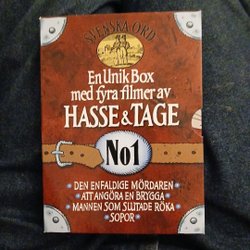 SVENSKA ORD
En Unik Box
med fyra filmer av
HASSE & TAGE
No1
• DEN ENFALDIGE MÖRDAREN
• ATT ANGÖRA EN BRYGGA •
• MANNEN SOM SLUTADE RÖKA •
• SOPOR •